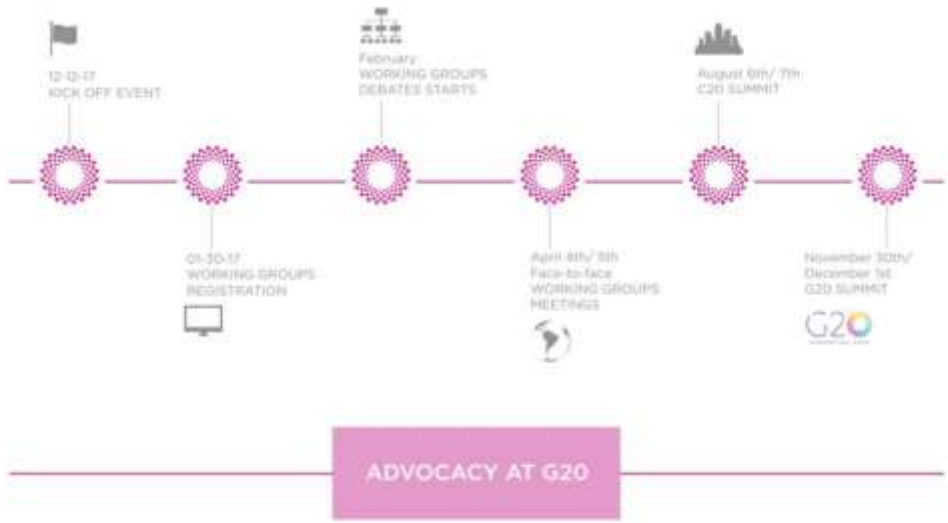 12-12-17
KICK OFF EVENT
01-30-17
WORKING GROUPS
REGISTRATION
February
WORKING GROUPS
DEBATES STARTS
April 4th/ 5th
Face-to-face
WORKING GROUPS
MEETINGS
August 6th/ 7th
C20 SUMMIT
November 30th/
December 1st
G20 SUMMIT
G20
ADVOCACY AT G20